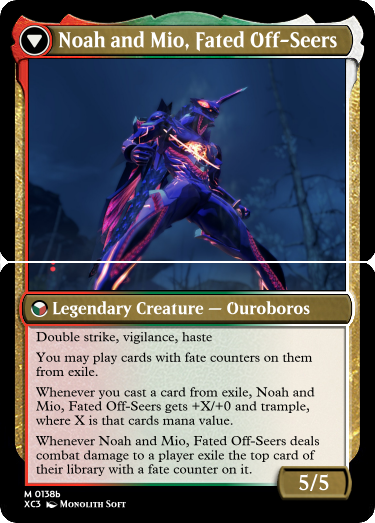 Noah and Mio, Fated Off-Seers
Legendary Creature — Ouroboros
Double strike, vigilance, haste
You may play cards with fate counters on them
from exile.
Whenever you cast a card from exile, Noah and
Mio, Fated Off-Seers gets +X/+0 and trample,
where X is that cards mana value.
Whenever Noah and Mio, Fated Off-Seers deals
combat damage to a player exile the top card of
their library with a fate counter on it.
5/5
M 0138b
XC3 Monolith Soft